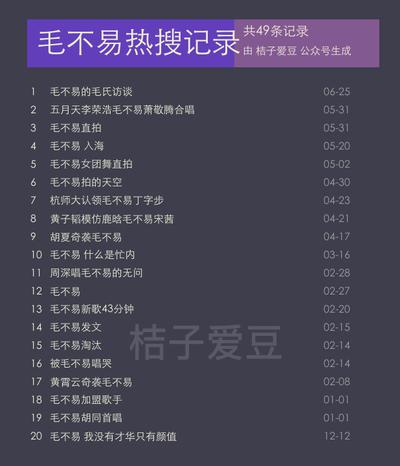 毛不易热搜记录
共49条记录
由 桔子爱豆 公众号生成
1 毛不易的毛氏访谈 06-25
2 五月天李荣浩毛不易萧敬腾合唱 05-31
3 毛不易直拍 05-31
4 毛不易 入海 05-20
5 毛不易女团舞直拍 05-02
6 毛不易拍的天空 04-30
7 杭师大认领毛不易丁字步 04-23
8 黄子韬模仿鹿晗毛不易宋茜 04-21
9 胡夏奇袭毛不易 04-17
10 毛不易 什么是忙内 03-16
11 周深唱毛不易的无问 02-28
12 毛不易 02-27
13 毛不易新歌43分钟 02-20
14 毛不易发文 02-15
15 毛不易淘汰 02-14
16 被毛不易唱哭 02-14
17 黄霄云奇袭毛不易 02-08
18 毛不易加盟歌手 01-01
19 毛不易胡同首唱 01-01
20 毛不易 我没有才华只有颜值 12-12
桔子爱豆